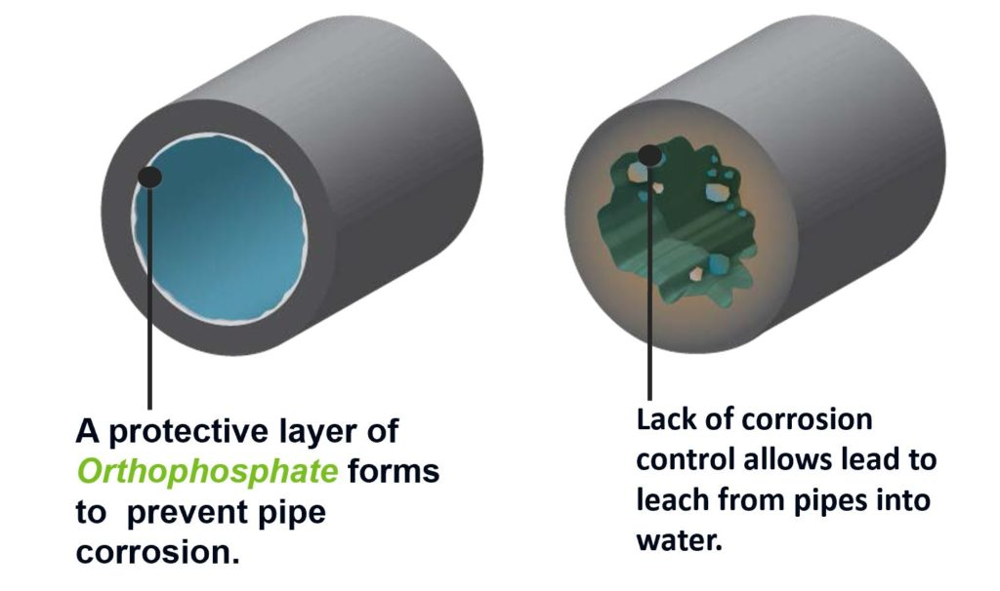 A protective layer of
Orthophosphate forms
to  prevent pipe
corrosion.
Lack of corrosion
control allows lead to
leach from pipes into
water.